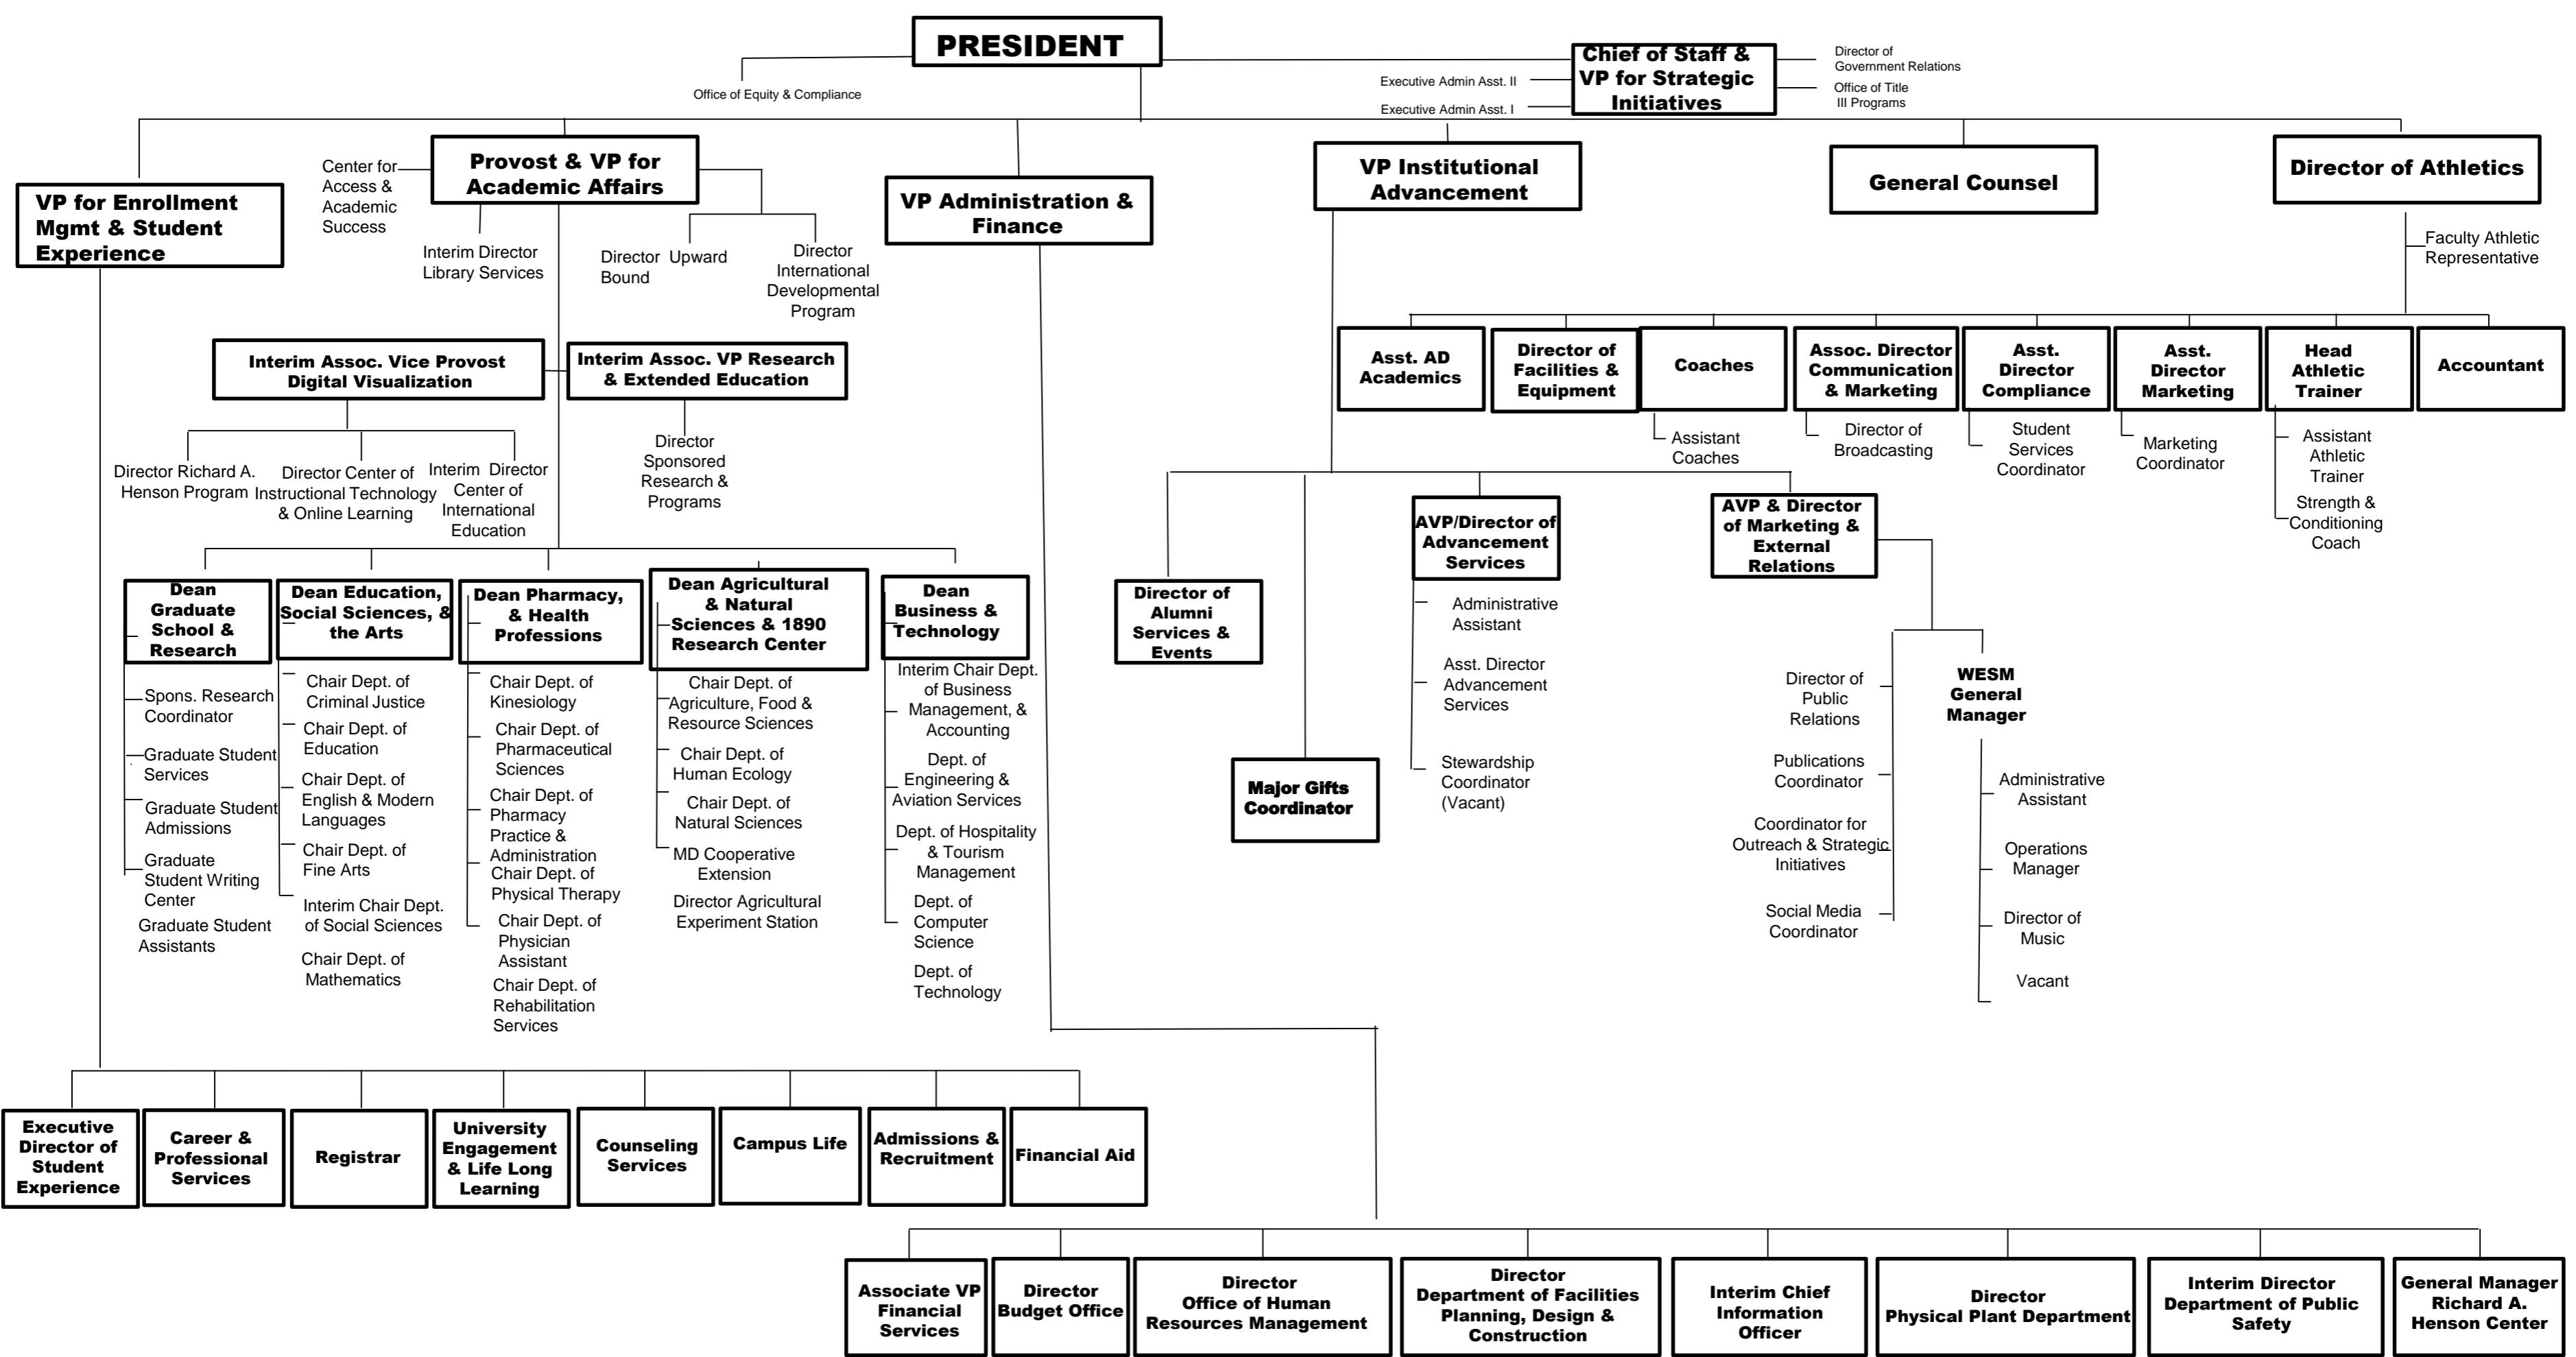 PRESIDENT
Office of Equity & Compliance
Chief of Staff &
VP for Strategic
Initiatives
Executive Admin Asst. II
Executive Admin Asst. I
Director of
Government Relations
Office of Title
III Programs
VP for Enrollment
Mgmt & Student
Experience
Center for
Access &
Academic
Success
Provost & VP for
Academic Affairs
Interim Director
Library Services
Director Upward
Bound
Director
International
Developmental
Program
VP Administration &
Finance
VP Institutional
Advancement
General Counsel
Director of Athletics
Faculty Athletic
Representative
Interim Assoc. Vice Provost
Digital Visualization
Interim Assoc. VP Research
& Extended Education
Director Richard A.
Henson Program
Director Center of
Instructional Technology
& Online Learning
Interim Director
Center of
International
Education
Director
Sponsored
Research &
Programs
Asst. AD
Academics
Director of
Facilities &
Equipment
Coaches
Assoc. Director
Communication
& Marketing
Asst.
Director
Compliance
Asst.
Director
Marketing
Head
Athletic
Trainer
Accountant
Assistant
Coaches
Director of
Broadcasting
Student
Services
Coordinator
Marketing
Coordinator
Assistant
Athletic
Trainer
Strength &
Conditioning
Coach
Dean
Graduate
School &
Research
Spons. Research
Coordinator
Graduate Student
Services
Graduate Student
Admissions
Graduate
Student Writing
Center
Graduate Student
Assistants
Dean Education,
Social Sciences, &
the Arts
Chair Dept. of
Criminal Justice
Chair Dept. of
Education
Chair Dept. of
English & Modern
Languages
Chair Dept. of
Fine Arts
Interim Chair Dept.
of Social Sciences
Chair Dept. of
Mathematics
Dean Pharmacy,
& Health
Professions
Chair Dept. of
Kinesiology
Chair Dept. of
Pharmaceutical
Sciences
Chair Dept. of
Pharmacy
Practice &
Administration
Chair Dept. of
Physical Therapy
Chair Dept. of
Physician
Assistant
Chair Dept. of
Rehabilitation
Services
Dean Agricultural
& Natural
Sciences & 1890
Research Center
Chair Dept. of
Agriculture, Food &
Resource Sciences
Chair Dept. of
Human Ecology
Chair Dept. of
Natural Sciences
MD Cooperative
Extension
Director Agricultural
Experiment Station
Dean
Business &
Technology
Interim Chair Dept.
of Business
Management, &
Accounting
Dept. of
Engineering &
Aviation Services
Dept. of Hospitality
& Tourism
Management
Dept. of
Computer
Science
Dept. of
Technology
Director of
Alumni
Services &
Events
Major Gifts
Coordinator
AVP/Director of
Advancement
Services
Administrative
Assistant
Asst. Director
Advancement
Services
Stewardship
Coordinator
(Vacant)
AVP & Director
of Marketing &
External
Relations
Director of
Public
Relations
Publications
Coordinator
Coordinator for
Outreach & Strategic
Initiatives
Social Media
Coordinator
WESM
General
Manager
Administrative
Assistant
Operations
Manager
Director of
Music
Vacant
Executive
Director of
Student
Experience
Career &
Professional
Services
Registrar
University
Engagement
& Life Long
Learning
Counseling
Services
Campus Life
Admissions &
Recruitment
Financial Aid
Associate VP
Financial
Services
Director
Budget Office
Director
Office of Human
Resources Management
Director
Department of Facilities
Planning, Design &
Construction
Interim Chief
Information
Officer
Director
Physical Plant Department
Interim Director
Department of Public
Safety
General Manager
Richard A.
Henson Center